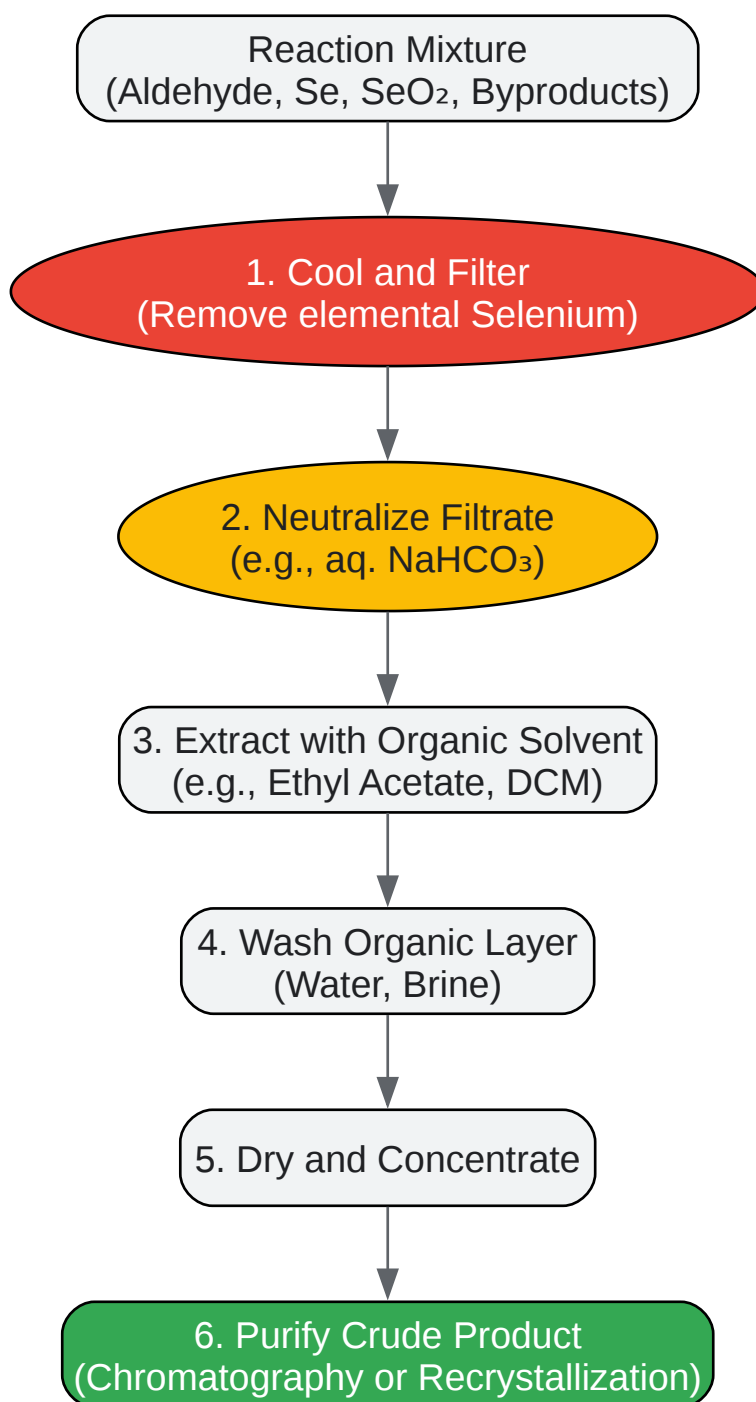 Reaction Mixture
(Aldehyde, Se, SeO₂, Byproducts)
1. Cool and Filter
(Remove elemental Selenium)
2. Neutralize Filtrate
(e.g., aq. NaHCO₃)
3. Extract with Organic Solvent
(e.g., Ethyl Acetate, DCM)
4. Wash Organic Layer
(Water, Brine)
5. Dry and Concentrate
6. Purify Crude Product
(Chromatography or Recrystallization)